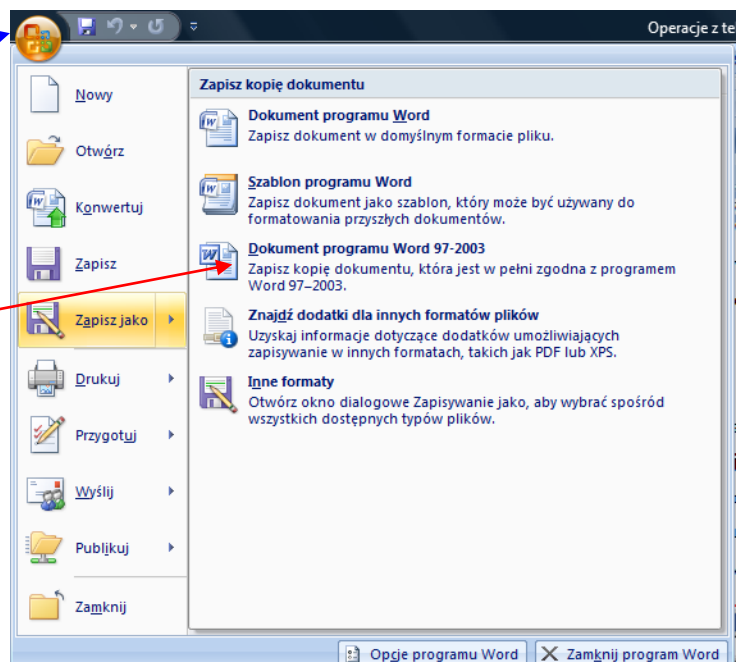 Operacje z te
Nowy
Otwórz
Konwertuj
Zapisz
Zapisz jako
Drukuj
Przygotuj
Wyślij
Publikuj
Zamknij
Zapisz kopię dokumentu
Dokument programu Word
Zapisz dokument w domyślnym formacie pliku.
Szablon programu Word
Zapisz dokument jako szablon, który może być używany do
formatowania przyszłych dokumentów.
Dokument programu Word 97-2003
Zapisz kopię dokumentu, która jest w pełni zgodna z programem
Word 97–2003.
Znajdź dodatki dla innych formatów plików
Uzyskaj informacje dotyczące dodatków umożliwiających
zapisywanie w innych formatach, takich jak PDF lub XPS.
Inne formaty
Otwórz okno dialogowe Zapisywanie jako, aby wybrać spośród
wszystkich dostępnych typów plików.
Opcje programu Word
Zamknij program Word